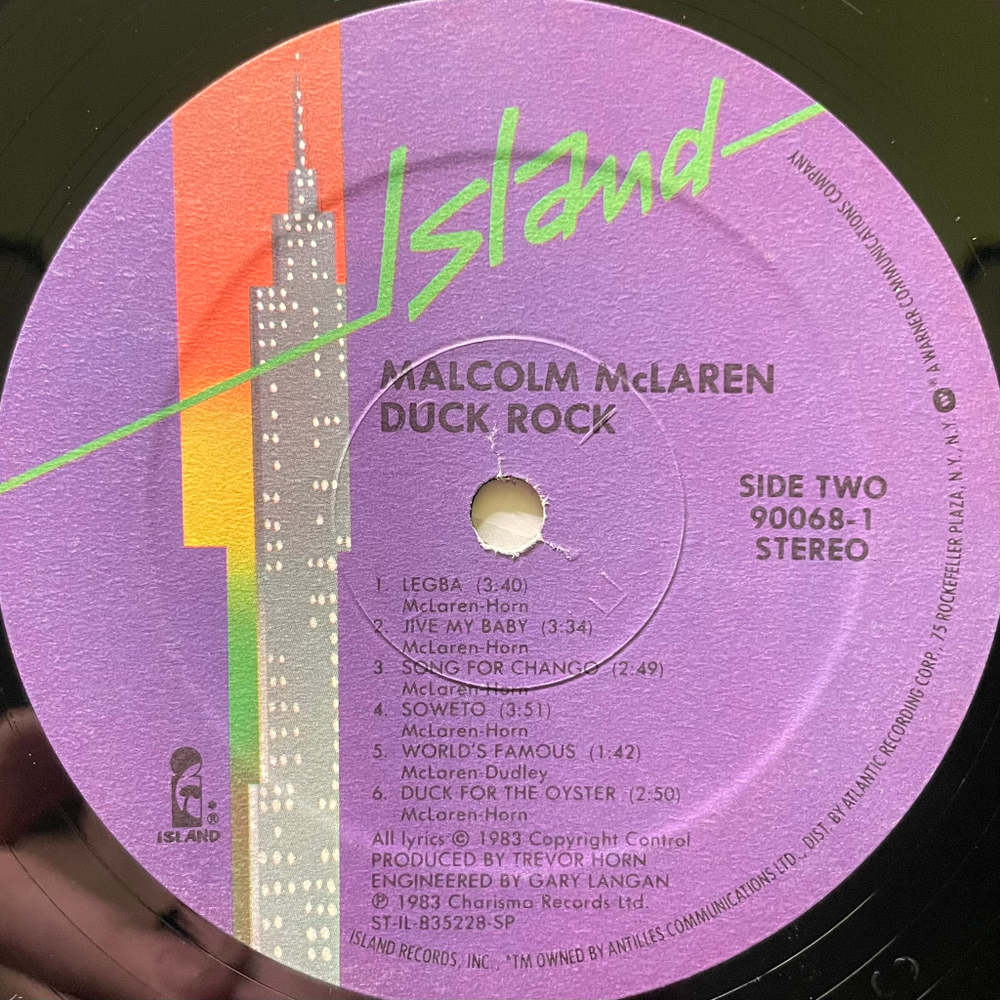 Island
MALCOLM McLAREN
DUCK ROCK
SIDE TWO
90068-1
STEREO
1. LEGBA (3:40)
McLaren-Horn
2. JIVE MY BABY (3:34)
McLaren-Horn
3. SONG FOR CHANGO (2:49)
McLaren-Horn
4. SOWETO (3:51)
McLaren-Horn
5. WORLD'S FAMOUS (1:42)
McLaren-Dudley
6. DUCK FOR THE OYSTER (2:50)
McLaren-Horn
All lyrics © 1983 Copyright Control
PRODUCED BY TREVOR HORN
ENGINEERED BY GARY LANGAN
℗ 1983 Charisma Records Ltd.
ST-IL-835228-SP
ISLAND ®
ISLAND RECORDS, INC., *TM OWNED BY ANTILLES COMMUNICATIONS LTD., DIST. BY ATLANTIC RECORDING CORP., 75 ROCKEFELLER PLAZA, N.Y., N.Y. ® A WARNER COMMUNICATIONS COMPANY